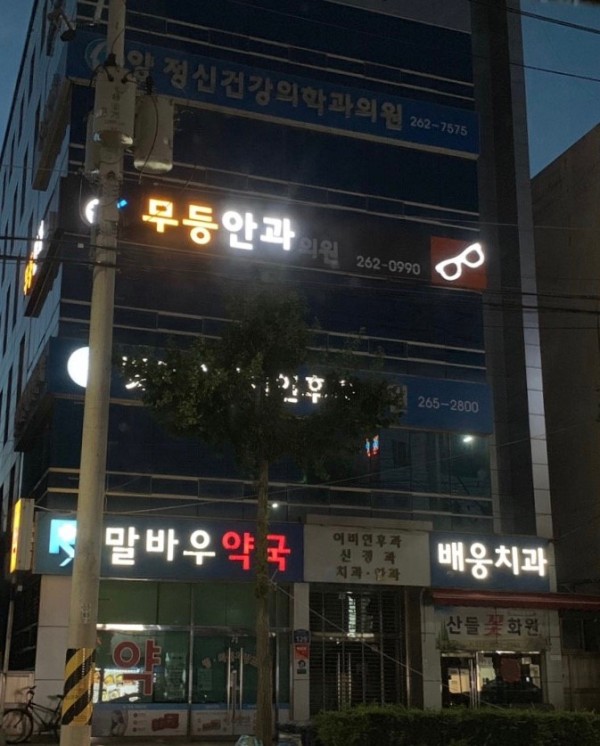 맘 정신건강의학과의원 262-7575
무등안과의원 262-0990
265-2800
말바우약국
이비인후과
신경과
치과·안과
배웅치과
산들 꽃 화원
약